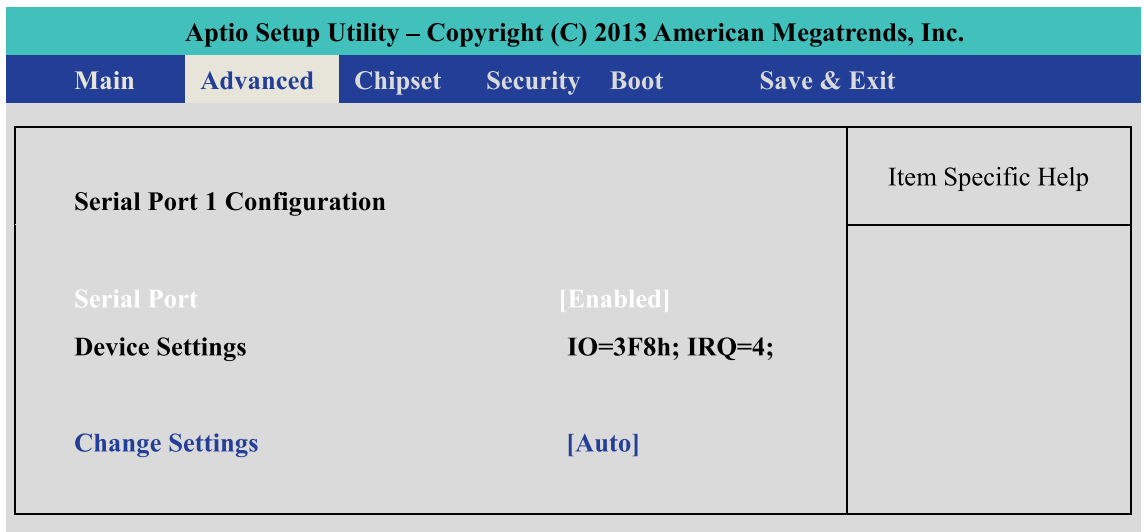 Aptio Setup Utility – Copyright (C) 2013 American Megatrends, Inc.
Main Advanced Chipset Security Boot Save & Exit
Serial Port 1 Configuration
Item Specific Help
Serial Port [Enabled]
Device Settings IO=3F8h; IRQ=4;
Change Settings [Auto]